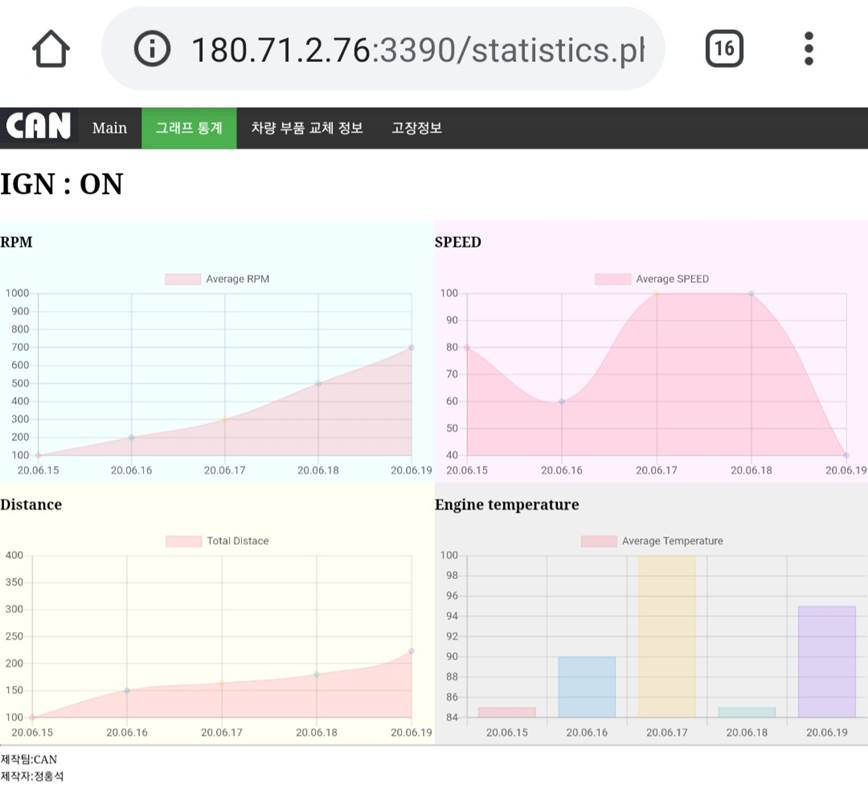 180.71.2.76:3390/statistics.pl
16
CAN Main 그래프 통계 차량 부품 교체 정보 고장정보
IGN : ON
RPM
Average RPM
1000
900
800
700
600
500
400
300
200
100
20.06.15 20.06.16 20.06.17 20.06.18 20.06.19
SPEED
Average SPEED
100
90
80
70
60
50
40
20.06.15 20.06.16 20.06.17 20.06.18 20.06.19
Distance
Total Distace
400
350
300
250
200
150
100
20.06.15 20.06.16 20.06.17 20.06.18 20.06.19
Engine temperature
Average Temperature
100
98
96
94
92
90
88
86
84
20.06.15 20.06.16 20.06.17 20.06.18 20.06.19
제작팀:CAN
제작자:정홍석